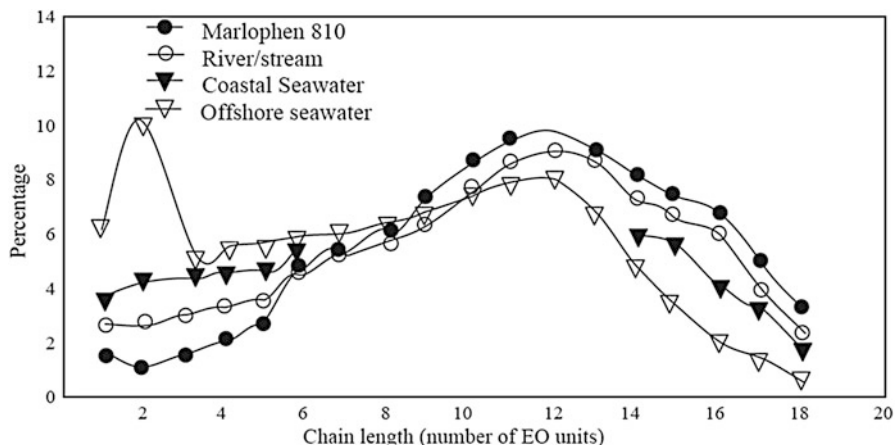 14
12
10
8
6
4
2
0
Percentage
Marlophen 810
River/stream
Coastal Seawater
Offshore seawater
2 4 6 8 10 12 14 16 18 20
Chain length (number of EO units)